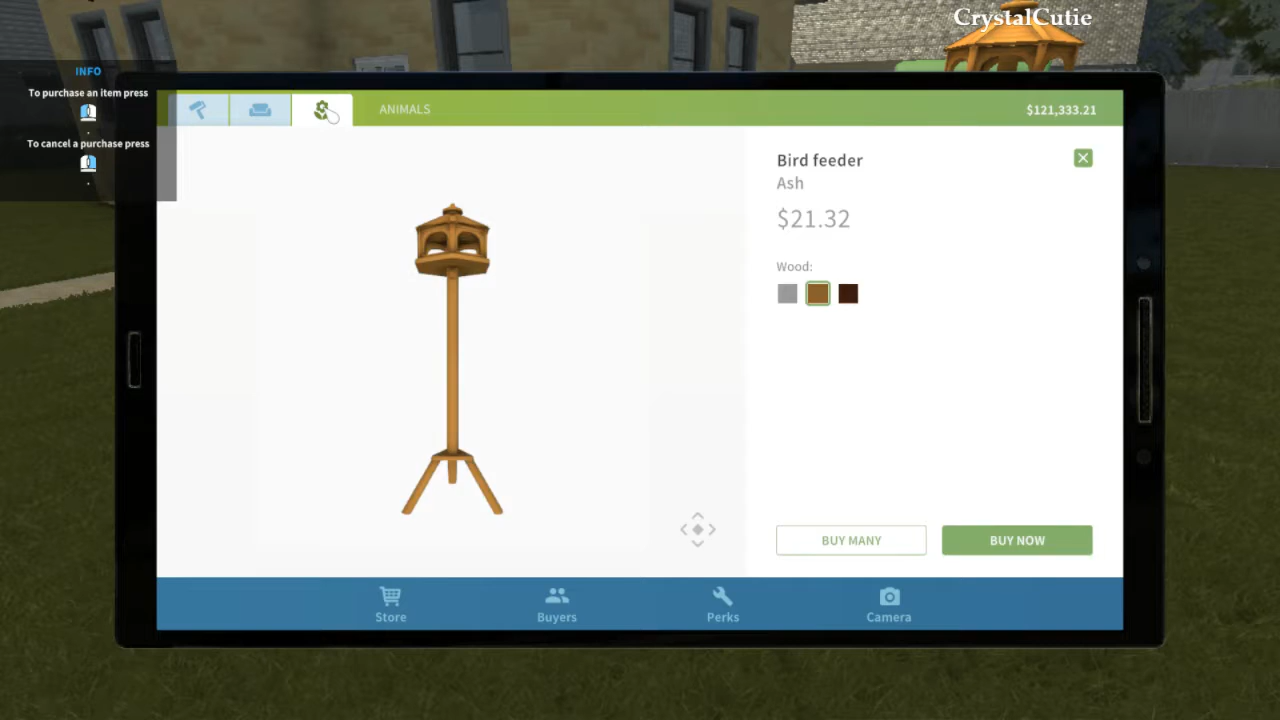 CrystalCutie
INFO
To purchase an item press
.
To cancel a purchase press
.
ANIMALS
$121,333.21
Bird feeder
Ash
$21.32
Wood:
BUY MANY
BUY NOW
Store
Buyers
Perks
Camera